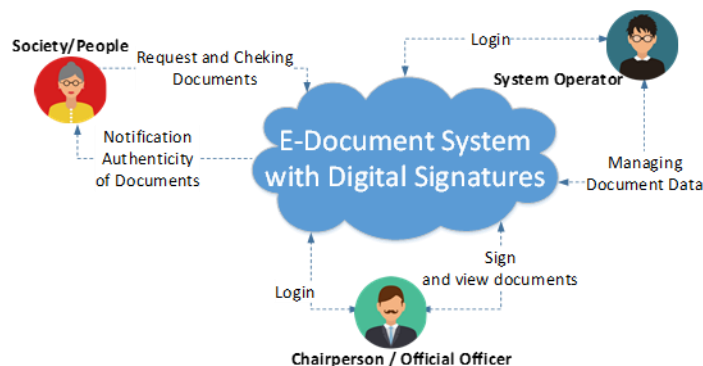 Society/People
Request and Cheking
Documents
Login
System Operator
Notification
Authenticity
of Documents
E-Document System
with Digital Signatures
Managing
Document Data
Sign
and view documents
Login
Chairperson / Official Officer